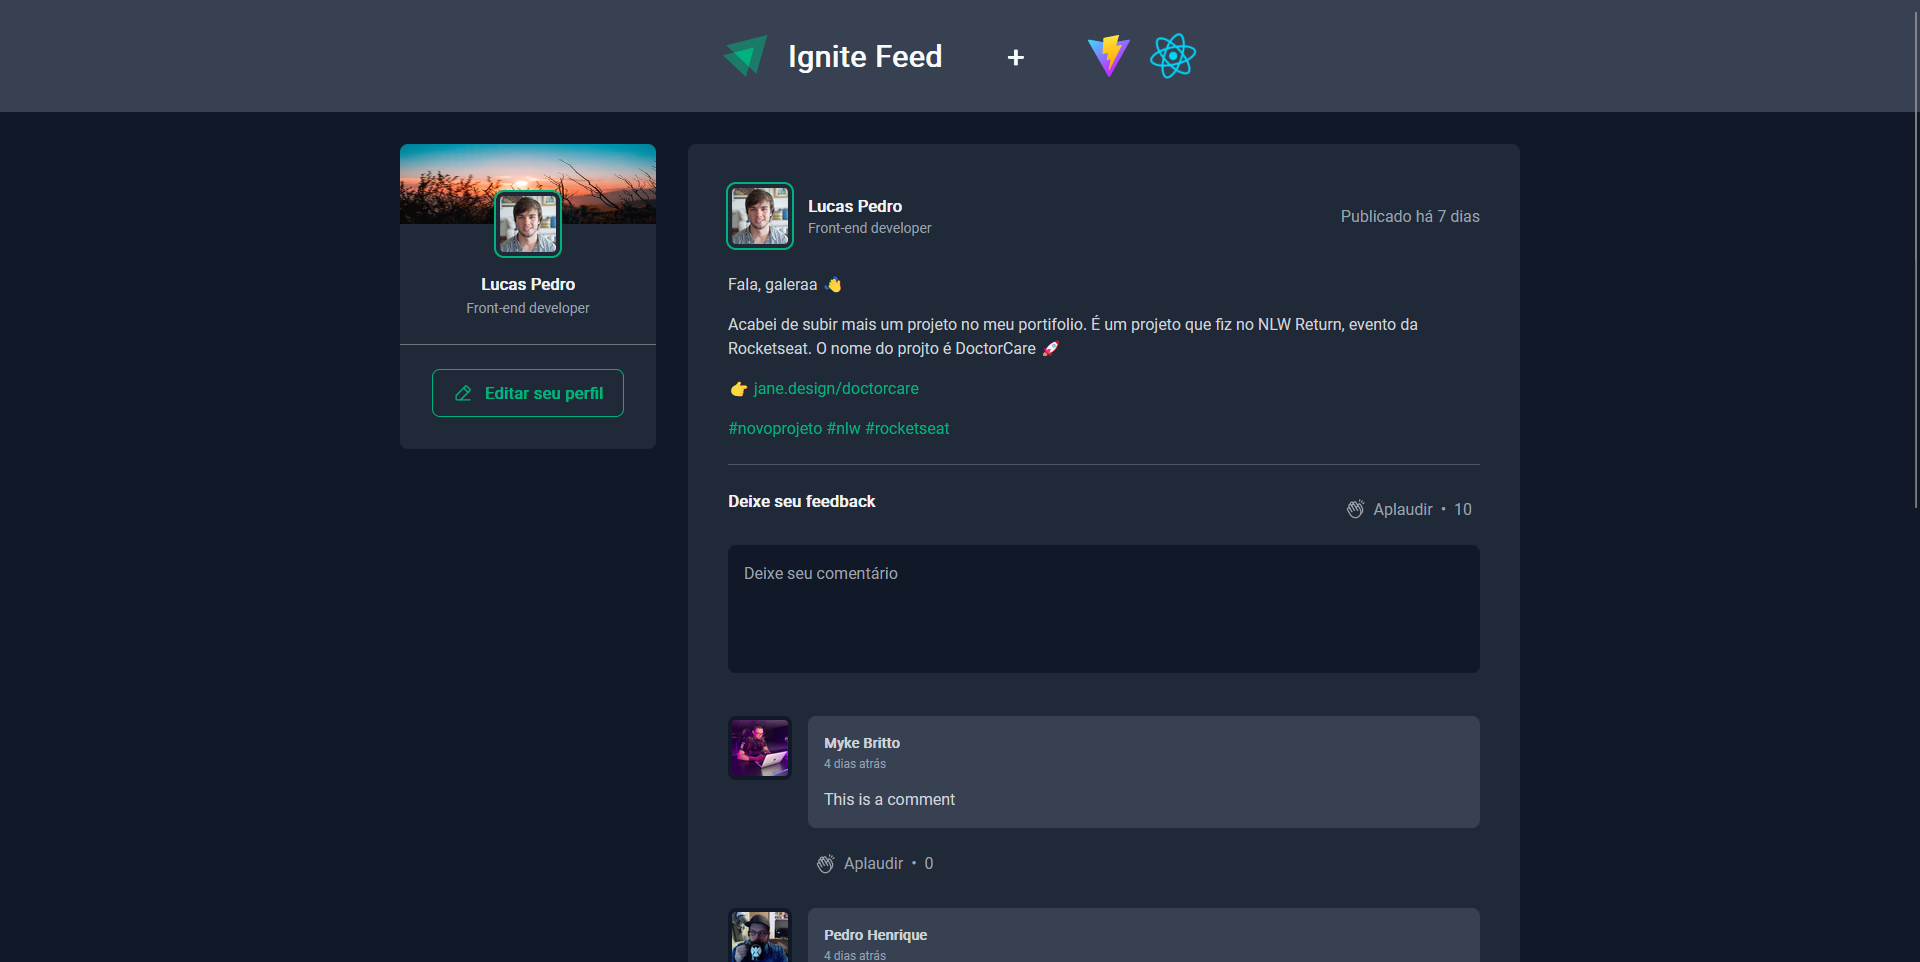 Ignite Feed +
Lucas Pedro
Front-end developer
Editar seu perfil
Lucas Pedro
Front-end developer
Publicado há 7 dias
Fala, galeraa 👋
Acabei de subir mais um projeto no meu portifolio. É um projeto que fiz no NLW Return, evento da
Rocketseat. O nome do projto é DoctorCare 🚀
👉 jane.design/doctorcare
#novoprojeto #nlw #rocketseat
Deixe seu feedback
Aplaudir • 10
Deixe seu comentário
Myke Britto
4 dias atrás
This is a comment
Aplaudir • 0
Pedro Henrique
4 dias atrás